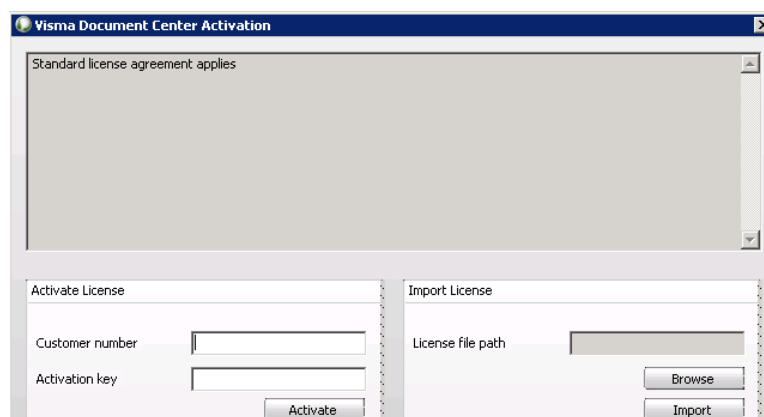 Visma Document Center Activation
Standard license agreement applies
Activate License
Customer number
Activation key
Activate
Import License
License file path
Browse
Import